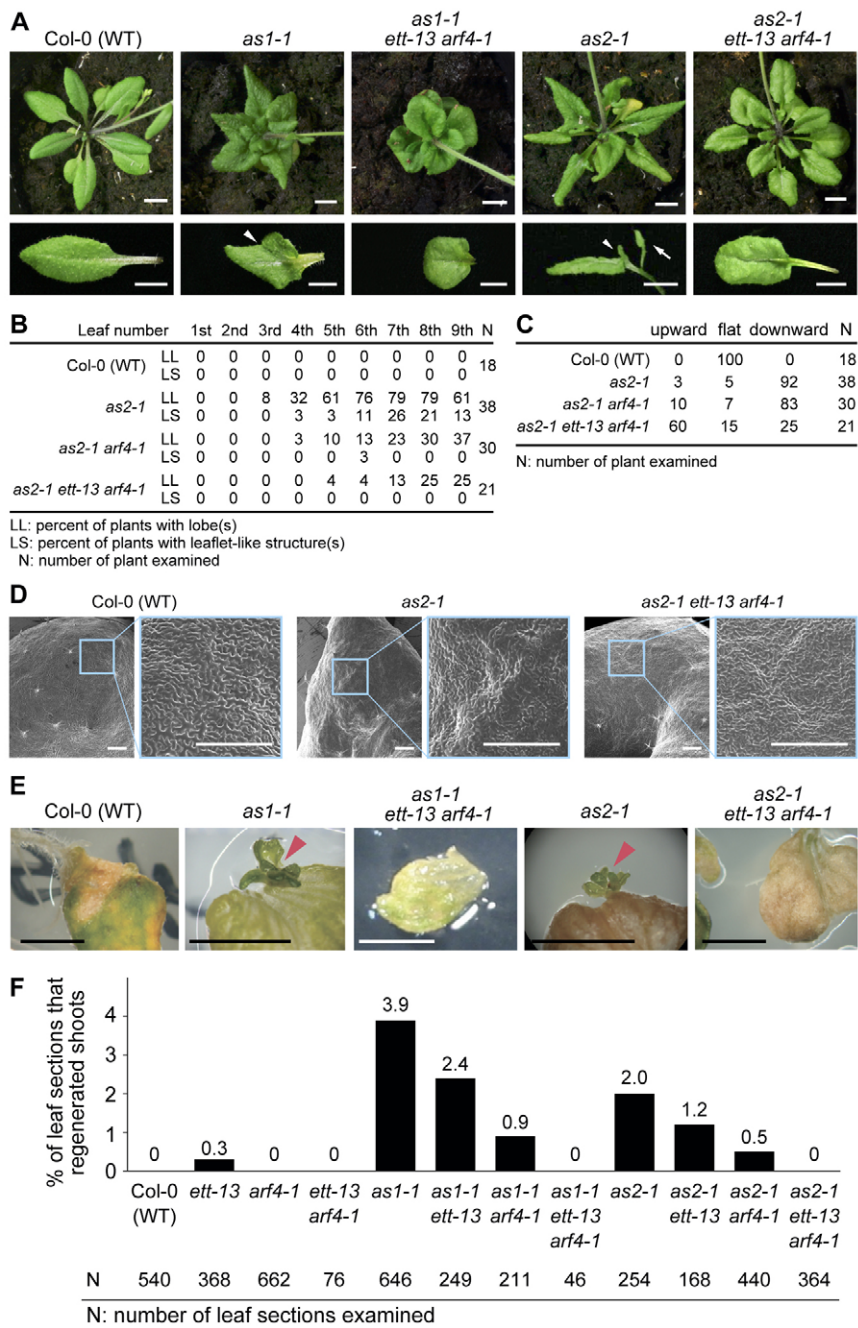 A
Col-0 (WT)
as1-1
as1-1
ett-13 arf4-1
as2-1
as2-1
ett-13 arf4-1
B
Leaf number 1st 2nd 3rd 4th 5th 6th 7th 8th 9th N
Col-0 (WT) LL 0 0 0 0 0 0 0 0 0 18
LS 0 0 0 0 0 0 0 0 0
as2-1 LL 0 0 8 32 61 76 79 79 61 38
LS 0 0 0 3 3 11 26 21 13
as2-1 arf4-1 LL 0 0 0 3 10 13 23 30 37 30
LS 0 0 0 0 0 3 0 0 0
as2-1 ett-13 arf4-1 LL 0 0 0 0 4 4 13 25 25 21
LS 0 0 0 0 0 0 0 0 0
LL: percent of plants with lobe(s)
LS: percent of plants with leaflet-like structure(s)
N: number of plant examined
C
upward flat downward N
Col-0 (WT) 0 100 0 18
as2-1 3 5 92 38
as2-1 arf4-1 10 7 83 30
as2-1 ett-13 arf4-1 60 15 25 21
N: number of plant examined
D
Col-0 (WT)
as2-1
as2-1 ett-13 arf4-1
E
Col-0 (WT)
as1-1
as1-1
ett-13 arf4-1
as2-1
as2-1
ett-13 arf4-1
F
% of leaf sections that
regenerated shoots
4
3
2
1
0
0 0.3 0 0 3.9 2.4 0.9 0 2.0 1.2 0.5 0
Col-0
(WT)
ett-13
arf4-1
ett-13
arf4-1
as1-1
as1-1
ett-13
as1-1
arf4-1
as1-1
ett-13
arf4-1
as2-1
as2-1
ett-13
as2-1
arf4-1
as2-1
ett-13
arf4-1
N 540 368 662 76 646 249 211 46 254 168 440 364
N: number of leaf sections examined